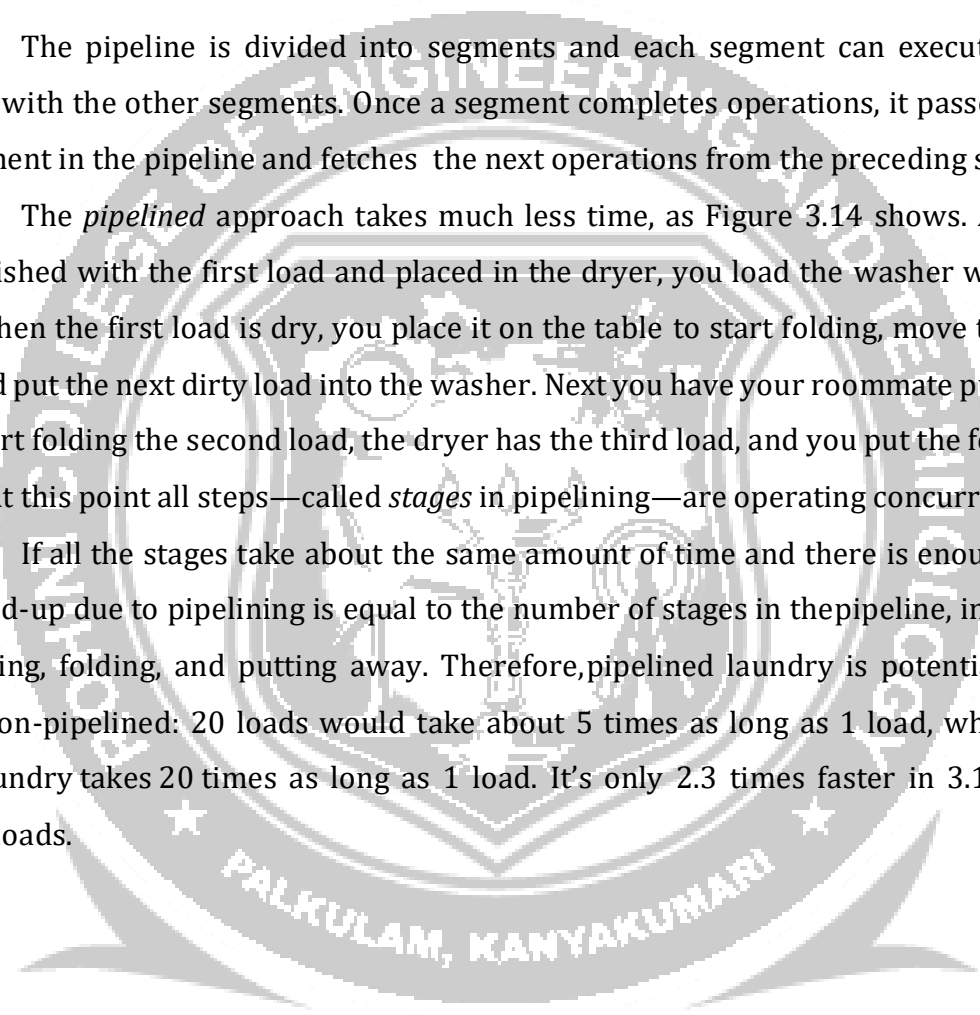 The pipeline is divided into segments and each segment can execut
with the other segments. Once a segment completes operations, it passe
ment in the pipeline and fetches the next operations from the preceding s
The pipelined approach takes much less time, as Figure 3.14 shows.
ished with the first load and placed in the dryer, you load the washer w
hen the first load is dry, you place it on the table to start folding, move t
d put the next dirty load into the washer. Next you have your roommate p
rt folding the second load, the dryer has the third load, and you put the f
t this point all steps—called stages in pipelining—are operating concurr
If all the stages take about the same amount of time and there is enou
d-up due to pipelining is equal to the number of stages in thepipeline, in
ing, folding, and putting away. Therefore,pipelined laundry is potenti
on-pipelined: 20 loads would take about 5 times as long as 1 load, wh
undry takes 20 times as long as 1 load. It’s only 2.3 times faster in 3.1
oads.
ROHINI COLLEGE OF ENGINEERING AND TECHNOLOGY
PALKULAM, KANYAKUMARI